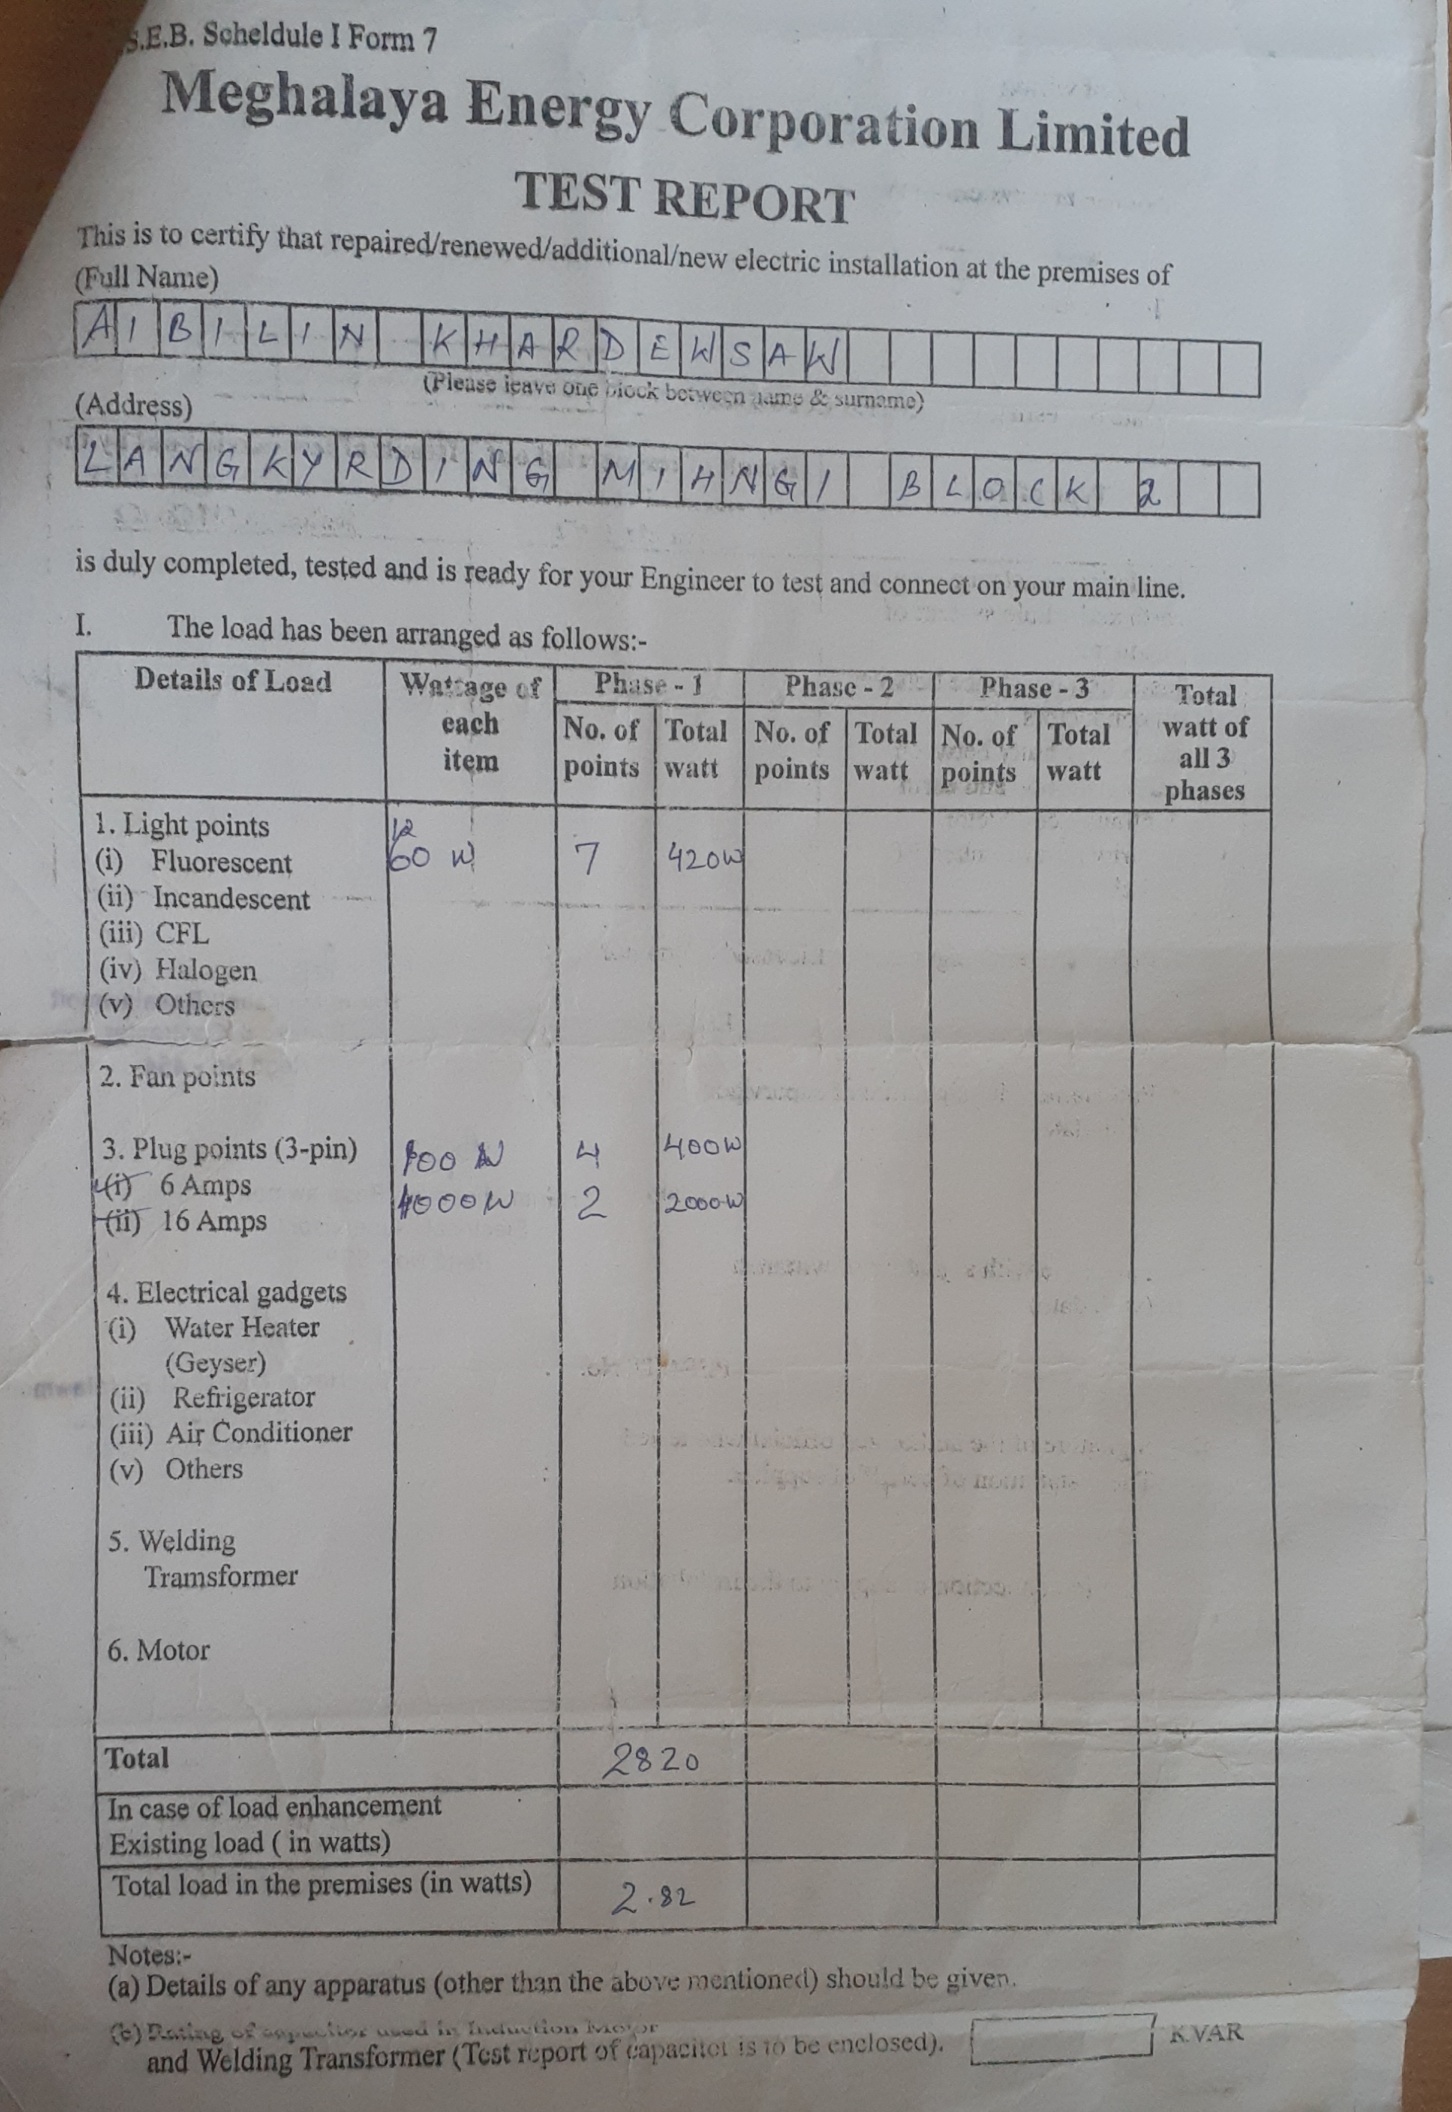 S.E.B. Scheldule I Form 7
Meghalaya Energy Corporation Limited
TEST REPORT
This is to certify that repaired/renewed/additional/new electric installation at the premises of
(Full Name)
AIBILIN KHARDEWSAW
(Please leave one block between name & surname)
(Address)
LANGKYRDING MIHNGI BLOCK 2
is duly completed, tested and is ready for your Engineer to test and connect on your main line.
I. The load has been arranged as follows:-
Details of Load Wattage of each item Phase - 1 Phase - 2 Phase - 3 Total watt of all 3 phases
No. of points Total watt No. of points Total watt No. of points Total watt
1. Light points 12
(i) Fluorescent 60 W 7 420W
(ii) Incandescent
(iii) CFL
(iv) Halogen
(v) Others
2. Fan points
3. Plug points (3-pin) 100 W 4 400W
(i) 6 Amps
(ii) 16 Amps 1000W 2 2000W
4. Electrical gadgets
(i) Water Heater
(Geyser)
(ii) Refrigerator
(iii) Air Conditioner
(v) Others
5. Welding
Tramsformer
6. Motor
Total 2820
In case of load enhancement
Existing load ( in watts)
Total load in the premises (in watts) 2.82
Notes:-
(a) Details of any apparatus (other than the above mentioned) should be given.
(b) Rating of capacitor used in Induction Motor
and Welding Transformer (Test report of capacitor is to be enclosed). K.VAR